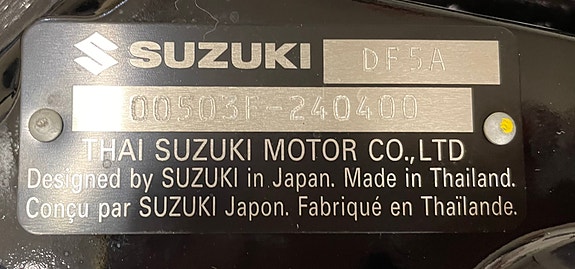 SUZUKI DF5A
00503F-240400
THAI SUZUKI MOTOR CO.,LTD
Designed by SUZUKI in Japan. Made in Thailand.
Conçu par SUZUKI Japon. Fabriqué en Thaïlande.